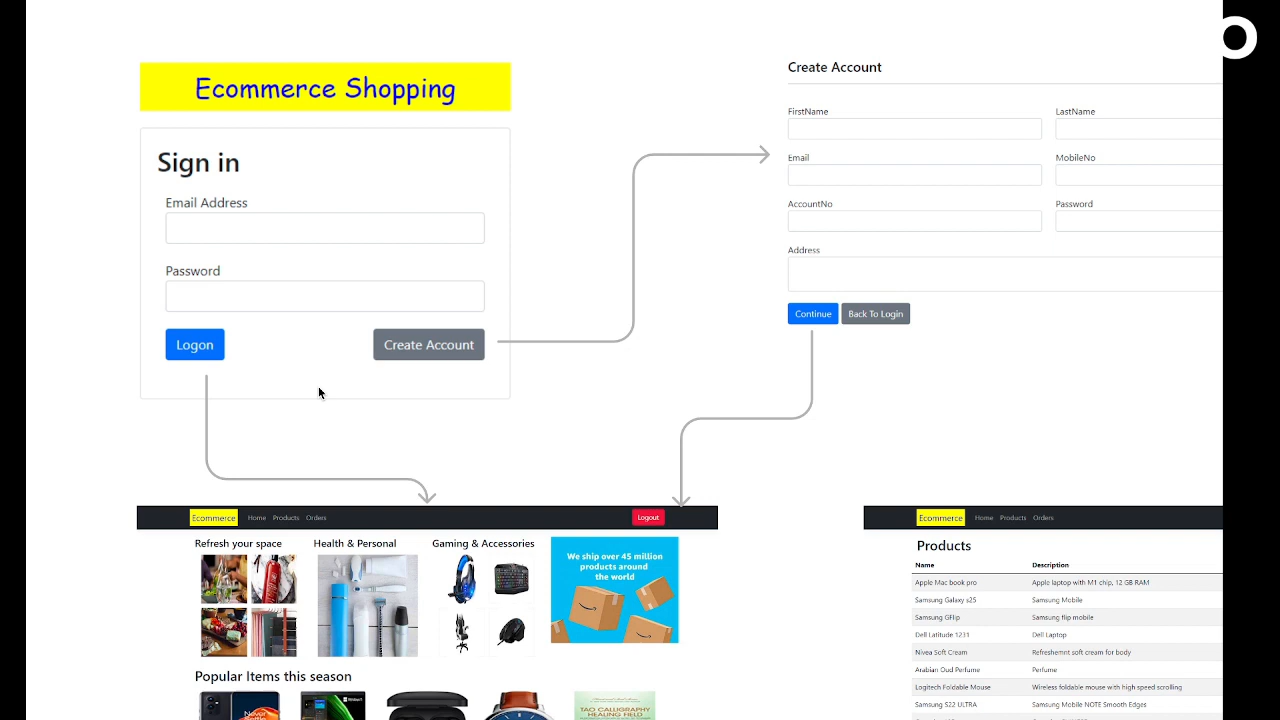 Ecommerce Shopping
Sign in
Email Address
Password
Logon
Create Account
Create Account
FirstName
LastName
Email
MobileNo
AccountNo
Password
Address
Continue
Back To Login
Ecommerce
Home
Products
Orders
Logout
Refresh your space
Health & Personal
Gaming & Accessories
We ship over 45 million
products around
the world
Popular Items this season
TAO CALLIGRAPHY
HEALING FIELD
Ecommerce
Home
Products
Orders
Products
Name
Description
Apple Mac book pro
Apple laptop with M1 chip, 12 GB RAM
Samsung Galaxy s25
Samsung Mobile
Samsung GFlip
Samsung flip mobile
Dell Latitude 1231
Dell Laptop
Nivea Soft Cream
Refreshemnt soft cream for body
Arabian Oud Perfume
Perfume
Logitech Foldable Mouse
Wireless foldable mouse with high speed scrolling
Samsung S22 ULTRA
Samsung Mobile NOTE Smooth Edges